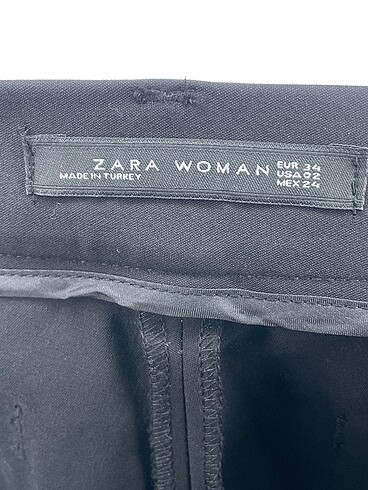 ZARA WOMAN
MADE IN TURKEY
EUR 34
USA 02
MEX 24